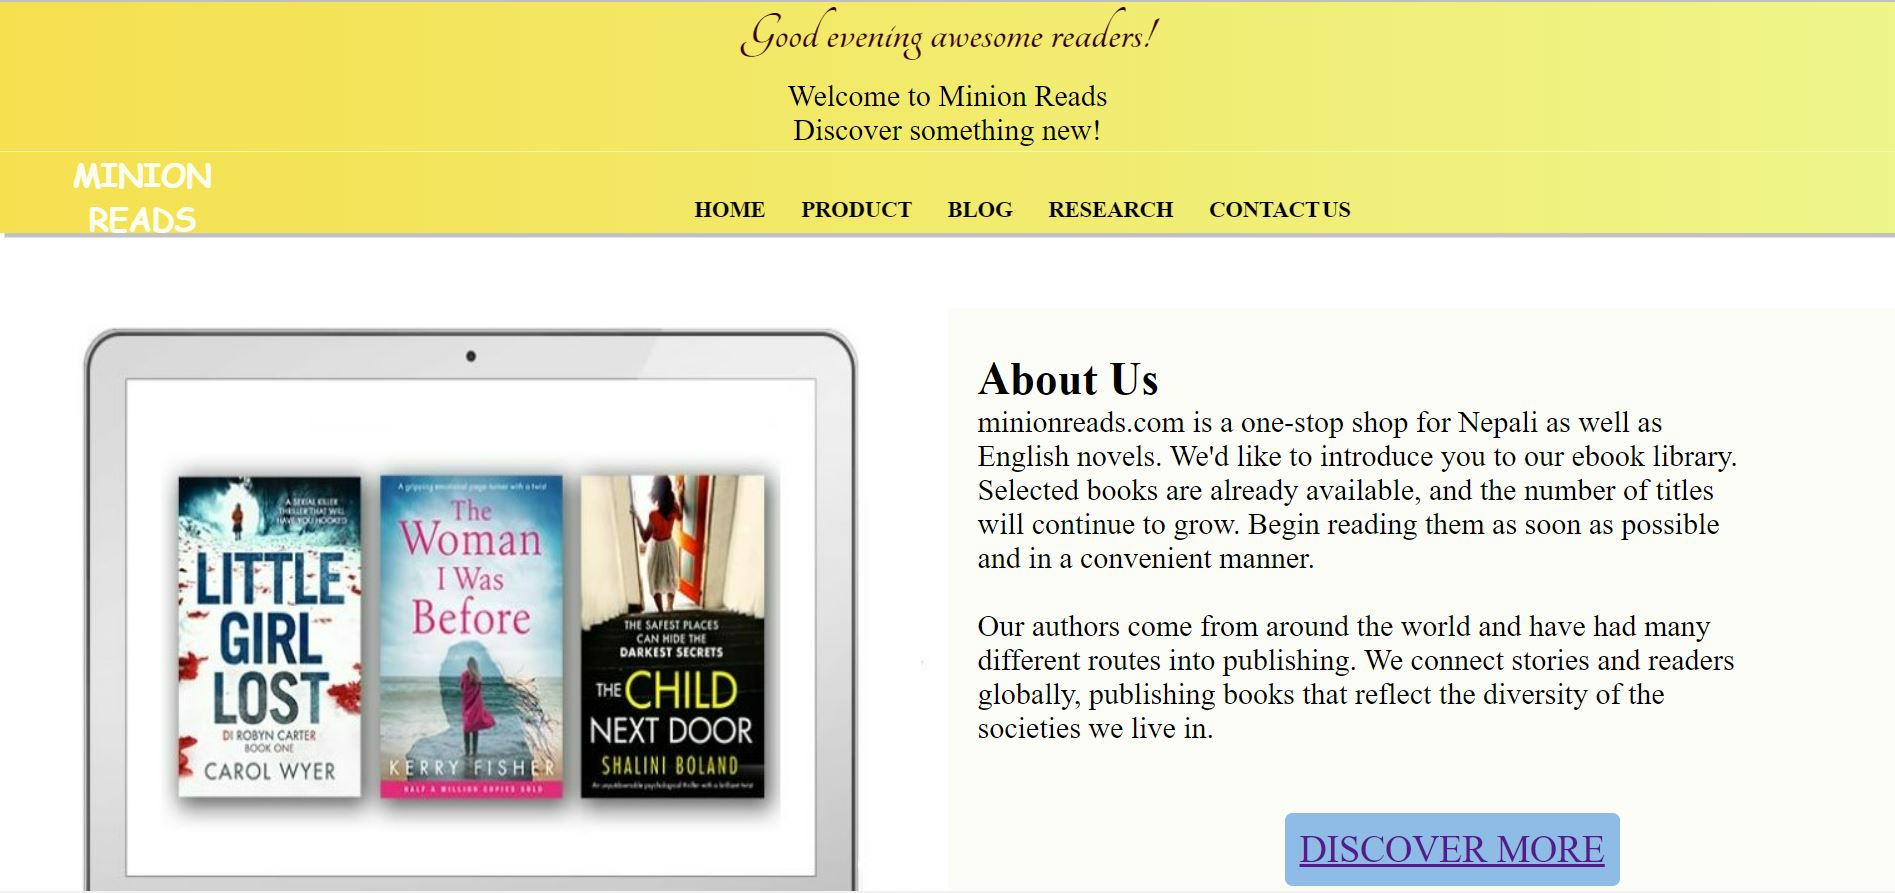 Good evening awesome readers!
Welcome to Minion Reads
Discover something new!
MINION
READS
HOME PRODUCT BLOG RESEARCH CONTACT US
A SERIAL KILLER
THRILLER THAT WILL
HAVE YOU HOOKED
LITTLE
GIRL
LOST
DI ROBYN CARTER
BOOK ONE
CAROL WYER
A gripping emotional page turner with a twist
The
Woman
I Was
Before
KERRY FISHER
HALF A MILLION COPIES SOLD
THE SAFEST PLACES
CAN HIDE THE
DARKEST SECRETS
THE CHILD
NEXT DOOR
SHALINI BOLAND
An unputdownable psychological thriller with a brilliant twist
About Us
minionreads.com is a one-stop shop for Nepali as well as
English novels. We'd like to introduce you to our ebook library.
Selected books are already available, and the number of titles
will continue to grow. Begin reading them as soon as possible
and in a convenient manner.
Our authors come from around the world and have had many
different routes into publishing. We connect stories and readers
globally, publishing books that reflect the diversity of the
societies we live in.
DISCOVER MORE